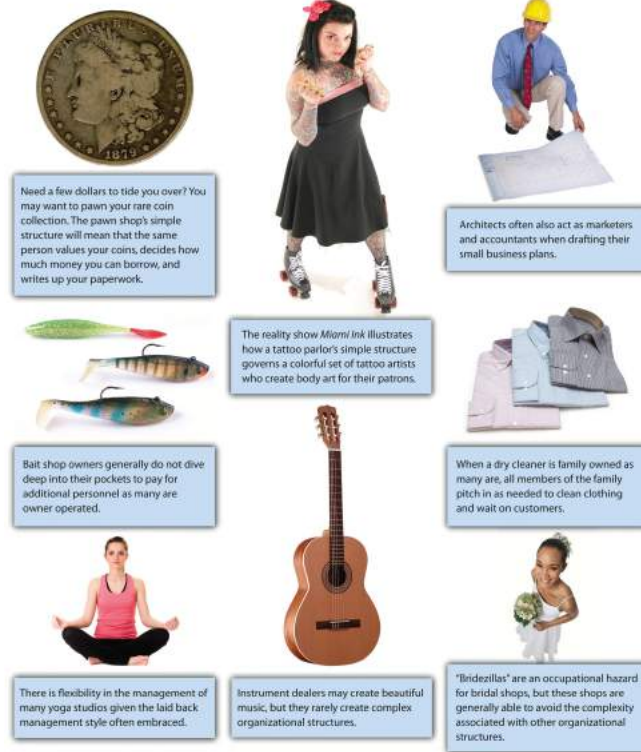 1879
Need a few dollars to tide you over? You
may want to pawn your rare coin
collection. The pawn shop's simple
structure will mean that the same
person values your coins, decides how
much money you can borrow, and
writes up your paperwork.
The reality show Miami Ink illustrates
how a tattoo parlor's simple structure
governs a colorful set of tattoo artists
who create body art for their patrons.
Architects often also act as marketers
and accountants when drafting their
small business plans.
Bait shop owners generally do not dive
deep into their pockets to pay for
additional personnel as many are
owner operated.
When a dry cleaner is family owned as
many are, all members of the family
pitch in as needed to clean clothing
and wait on customers.
There is flexibility in the management of
many yoga studios given the laid back
management style often embraced.
Instrument dealers may create beautiful
music, but they rarely create complex
organizational structures.
"Bridezillas" are an occupational hazard
for bridal shops, but these shops are
generally able to avoid the complexity
associated with other organizational
structures.